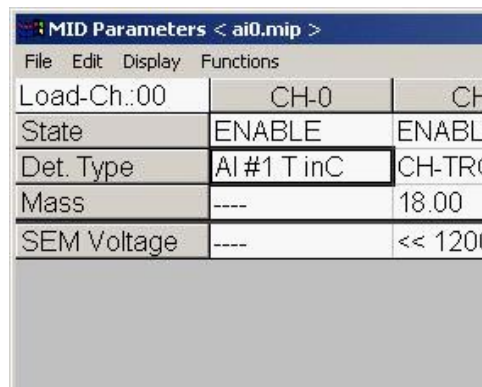 MID Parameters < ai0.mip >
File Edit Display Functions
Load-Ch.:00 CH-0
State ENABLE
Det. Type AI #1 T inC
Mass ---- 18.00
SEM Voltage ---- <<